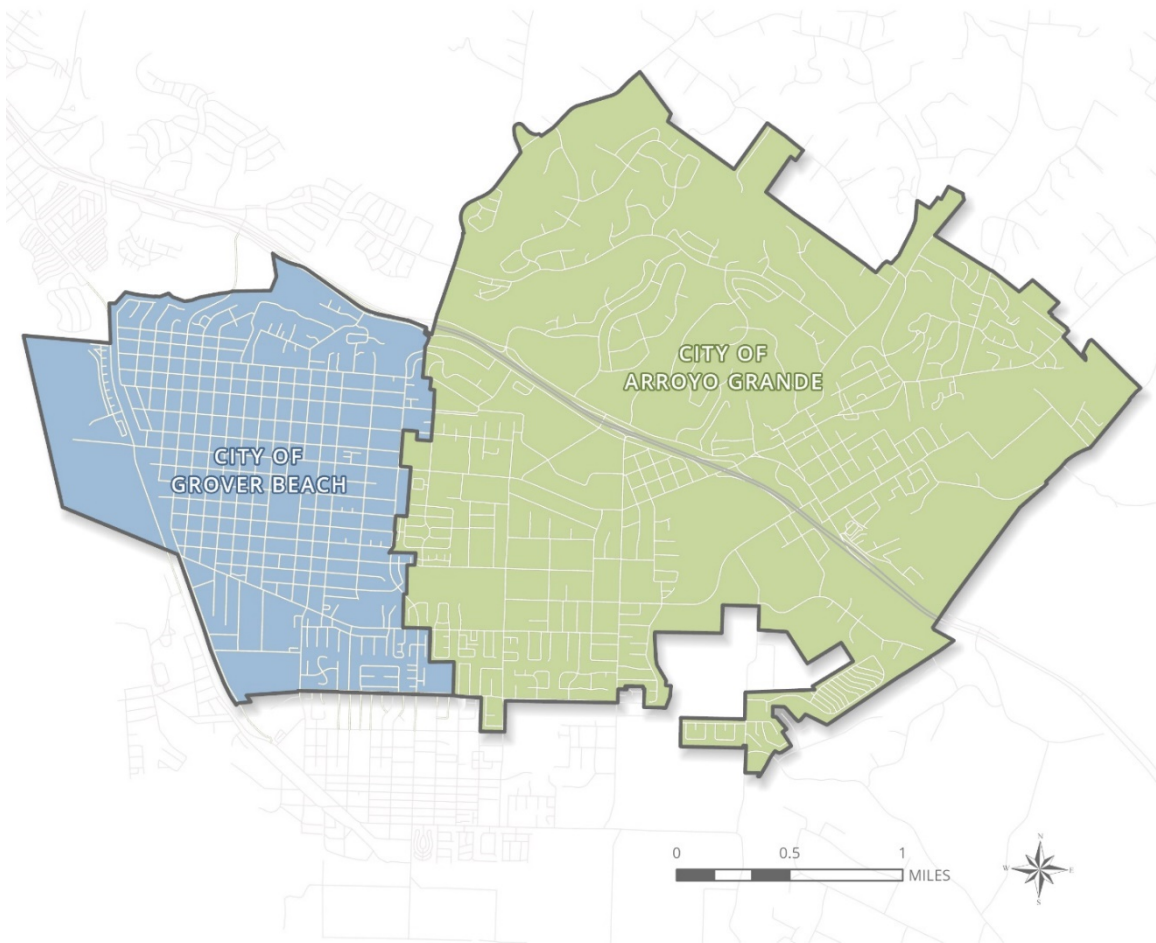 CITY OF
ARROYO GRANDE
CITY OF
GROVER BEACH
0 0.5 1
MILES
N
W E
S